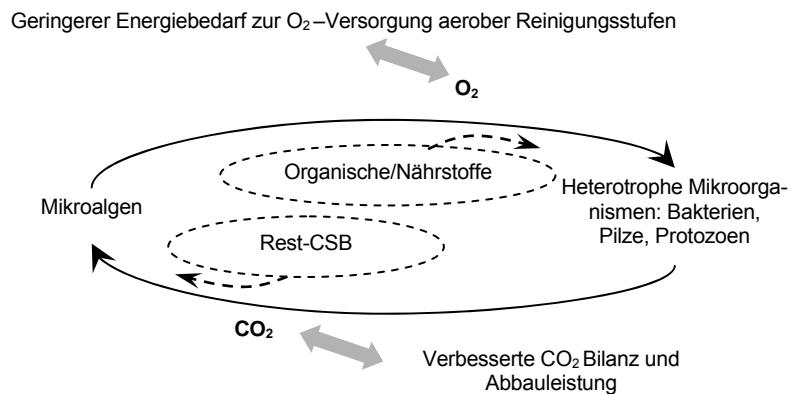 Geringerer Energiebedarf zur O₂ –Versorgung aerober Reinigungsstufen
O₂
Organische/Nährstoffe
Mikroalgen
Heterotrophe Mikroorga-
nismen: Bakterien,
Pilze, Protozoen
Rest-CSB
CO₂
Verbesserte CO₂ Bilanz und
Abbauleistung